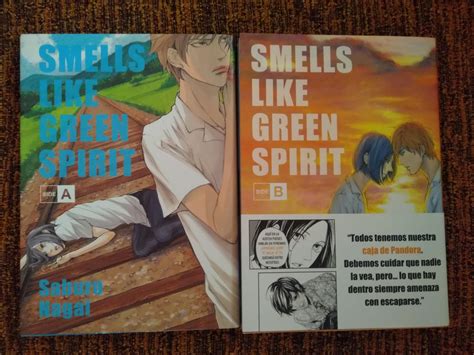 SMELLS
LIKE
GREEN
SPIRIT
SIDE A
Saburo
Nagai
SMELLS
LIKE
GREEN
SPIRIT
SIDE B
"Todos tenemos nuestra
caja de Pandora.
Debemos cuidar que nadie
la vea, pero... lo que hay
dentro siempre amenaza
con escaparse."